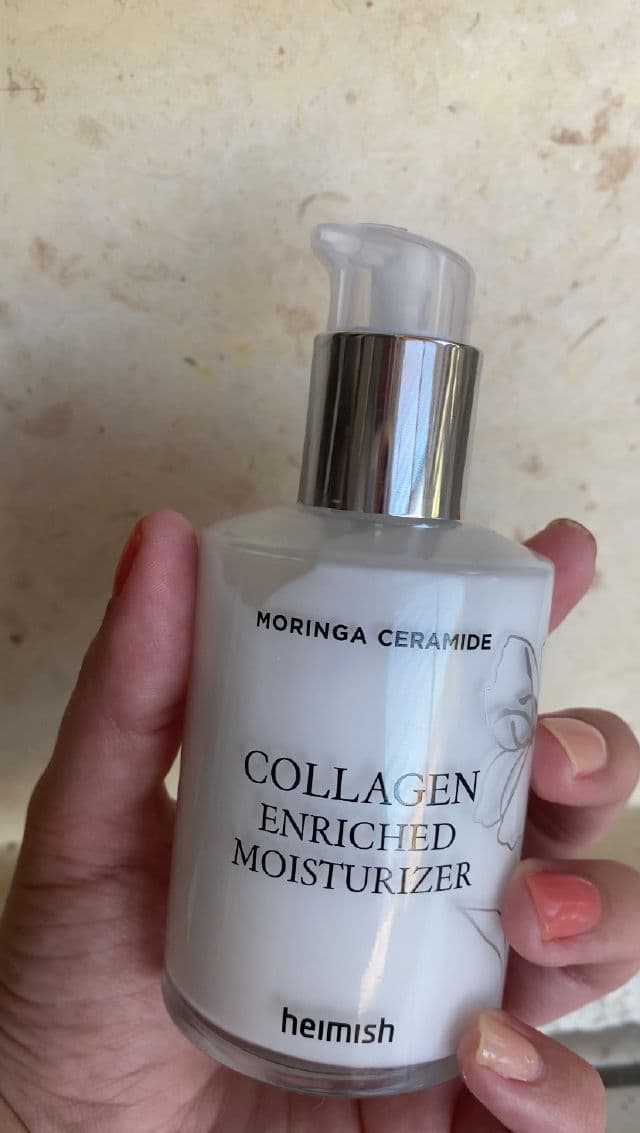 MORINGA CERAMIDE
COLLAGEN
ENRICHED
MOISTURIZER
heimish